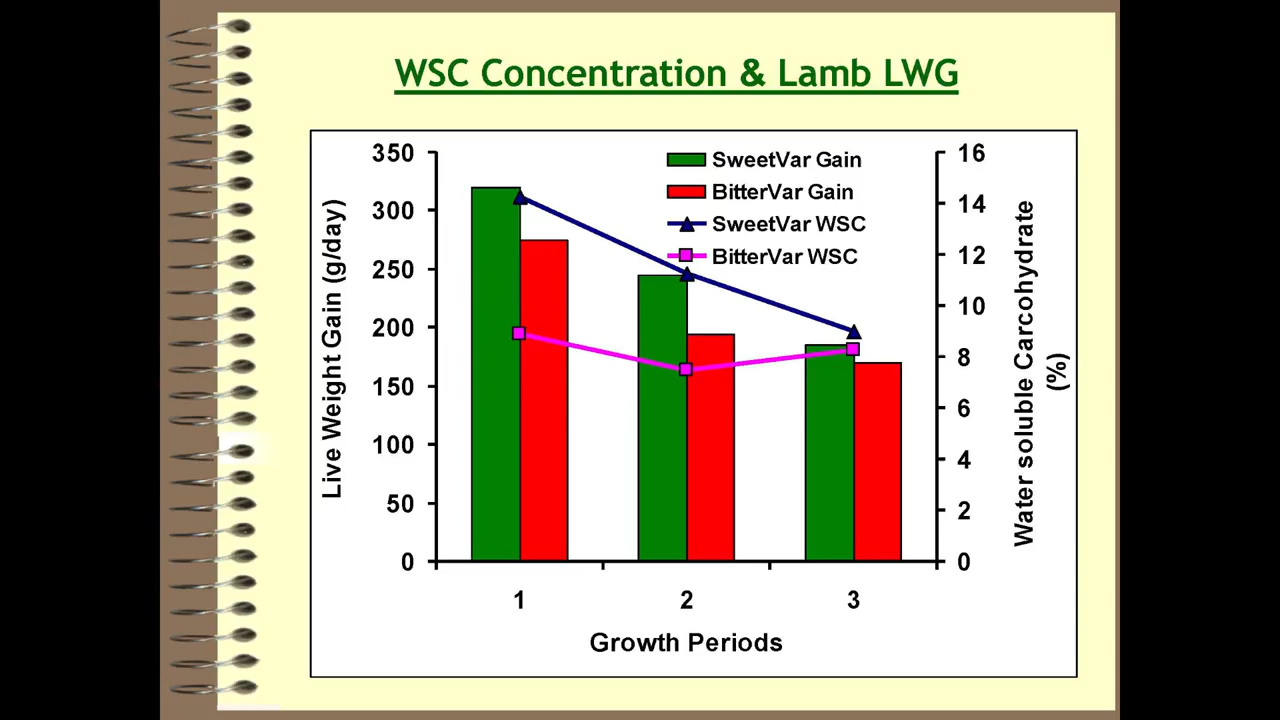 WSC Concentration & Lamb LWG
350
300
250
200
150
100
50
0
Live Weight Gain (g/day)
SweetVar Gain
BitterVar Gain
SweetVar WSC
BitterVar WSC
16
14
12
10
8
6
4
2
0
Water soluble Carcohydrate
(%)
1 2 3
Growth Periods